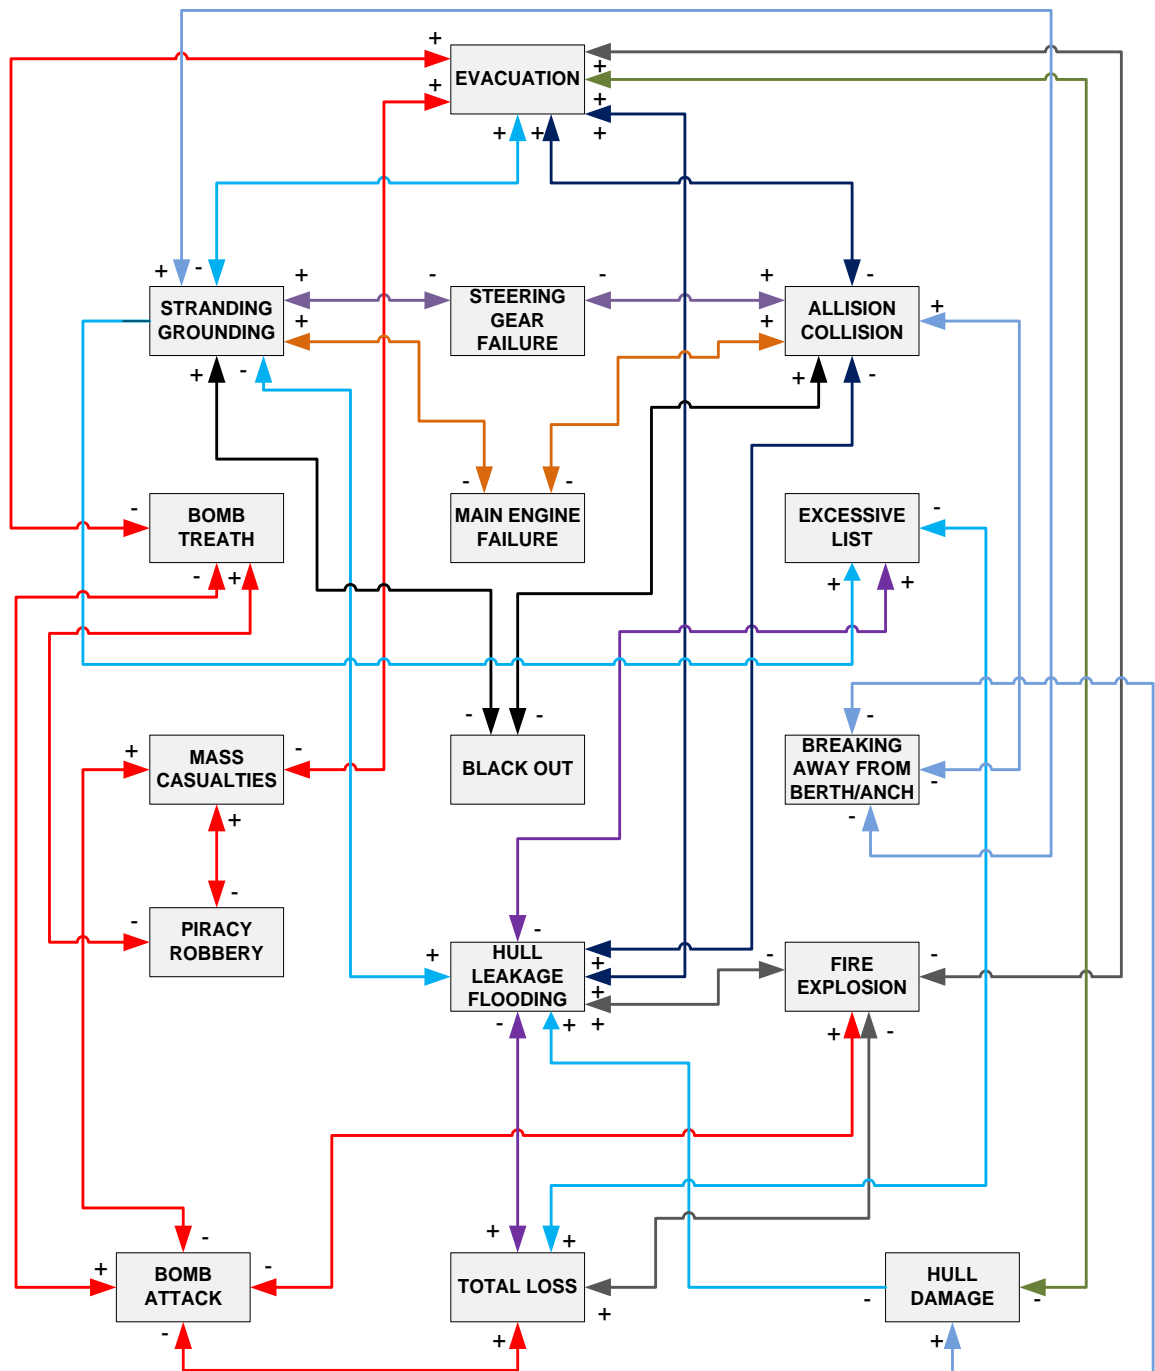 +
EVACUATION
+
+
+
+
+
+
+
-
-
+
STRANDING
GROUNDING
+
+
-
STEERING
GEAR
FAILURE
-
+
+
ALLISION
COLLISION
-
+
+
-
+
-
-
BOMB
TREATH
-
+
-
MAIN ENGINE
FAILURE
-
EXCESSIVE
LIST
-
+
+
+
MASS
CASUALTIES
-
+
-
BLACK OUT
-
BREAKING
AWAY FROM
BERTH/ANCH
-
-
-
-
PIRACY
ROBBERY
-
+
HULL
LEAKAGE
FLOODING
-
+
+
+
-
+
-
FIRE
EXPLOSION
-
+
-
+
BOMB
ATTACK
-
-
-
+
TOTAL LOSS
+
+
+
-
HULL
DAMAGE
-
+